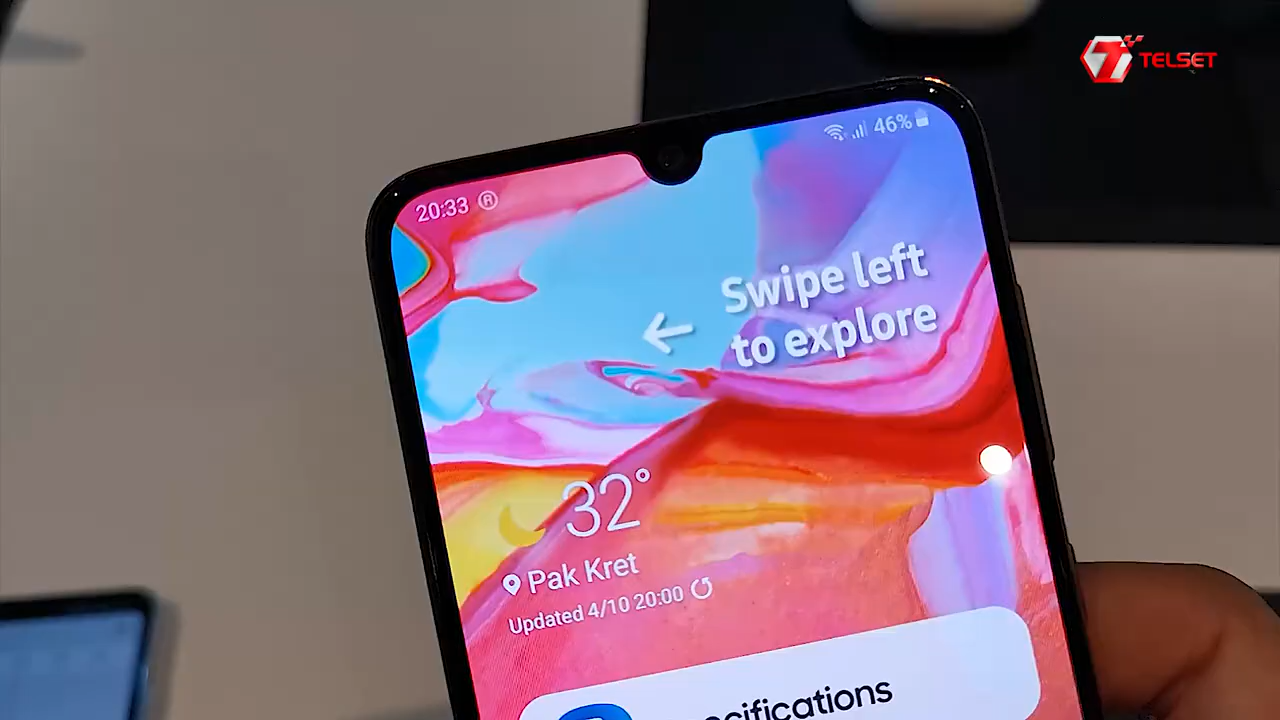 TELSET
20:33 R
46%
Swipe left
to explore
32°
Pak Kret
Updated 4/10 20:00